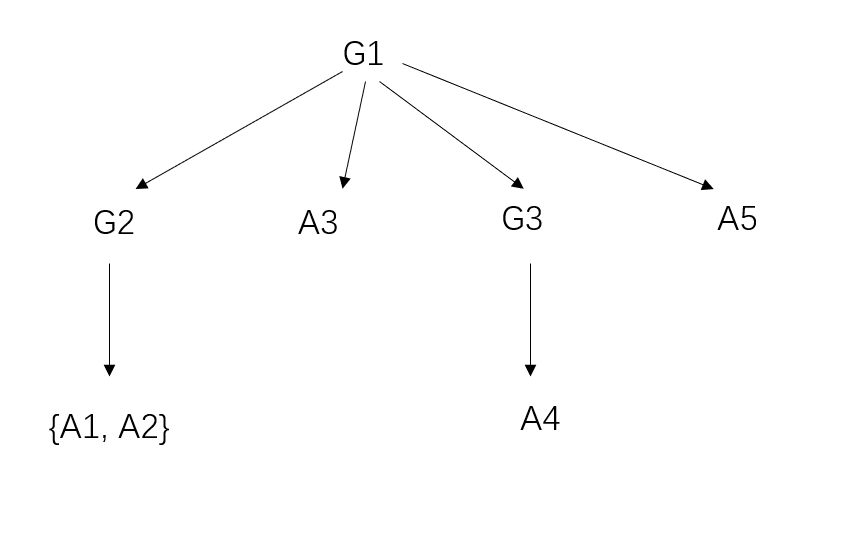 G1
G2 A3 G3 A5
{A1, A2} A4